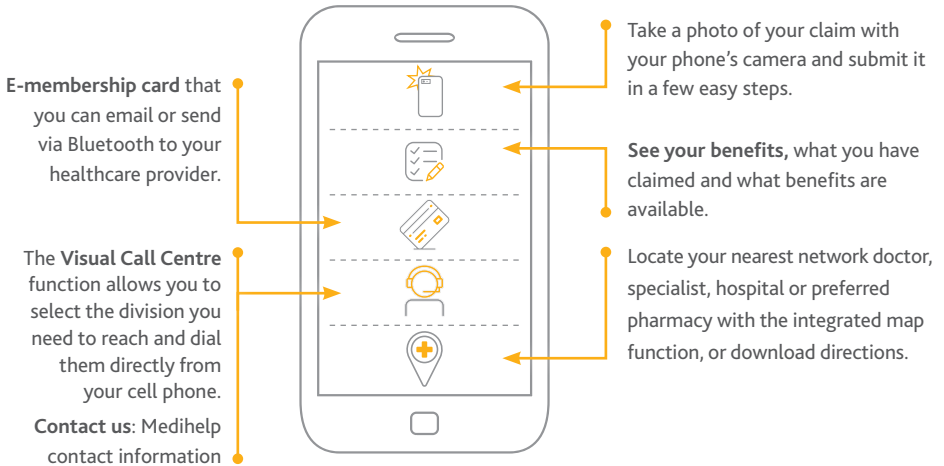 E-membership card that
you can email or send
via Bluetooth to your
healthcare provider.
The Visual Call Centre
function allows you to
select the division you
need to reach and dial
them directly from
your cell phone.
Contact us: Medihelp
contact information
Take a photo of your claim with
your phone’s camera and submit it
in a few easy steps.
See your benefits, what you have
claimed and what benefits are
available.
Locate your nearest network doctor,
specialist, hospital or preferred
pharmacy with the integrated map
function, or download directions.